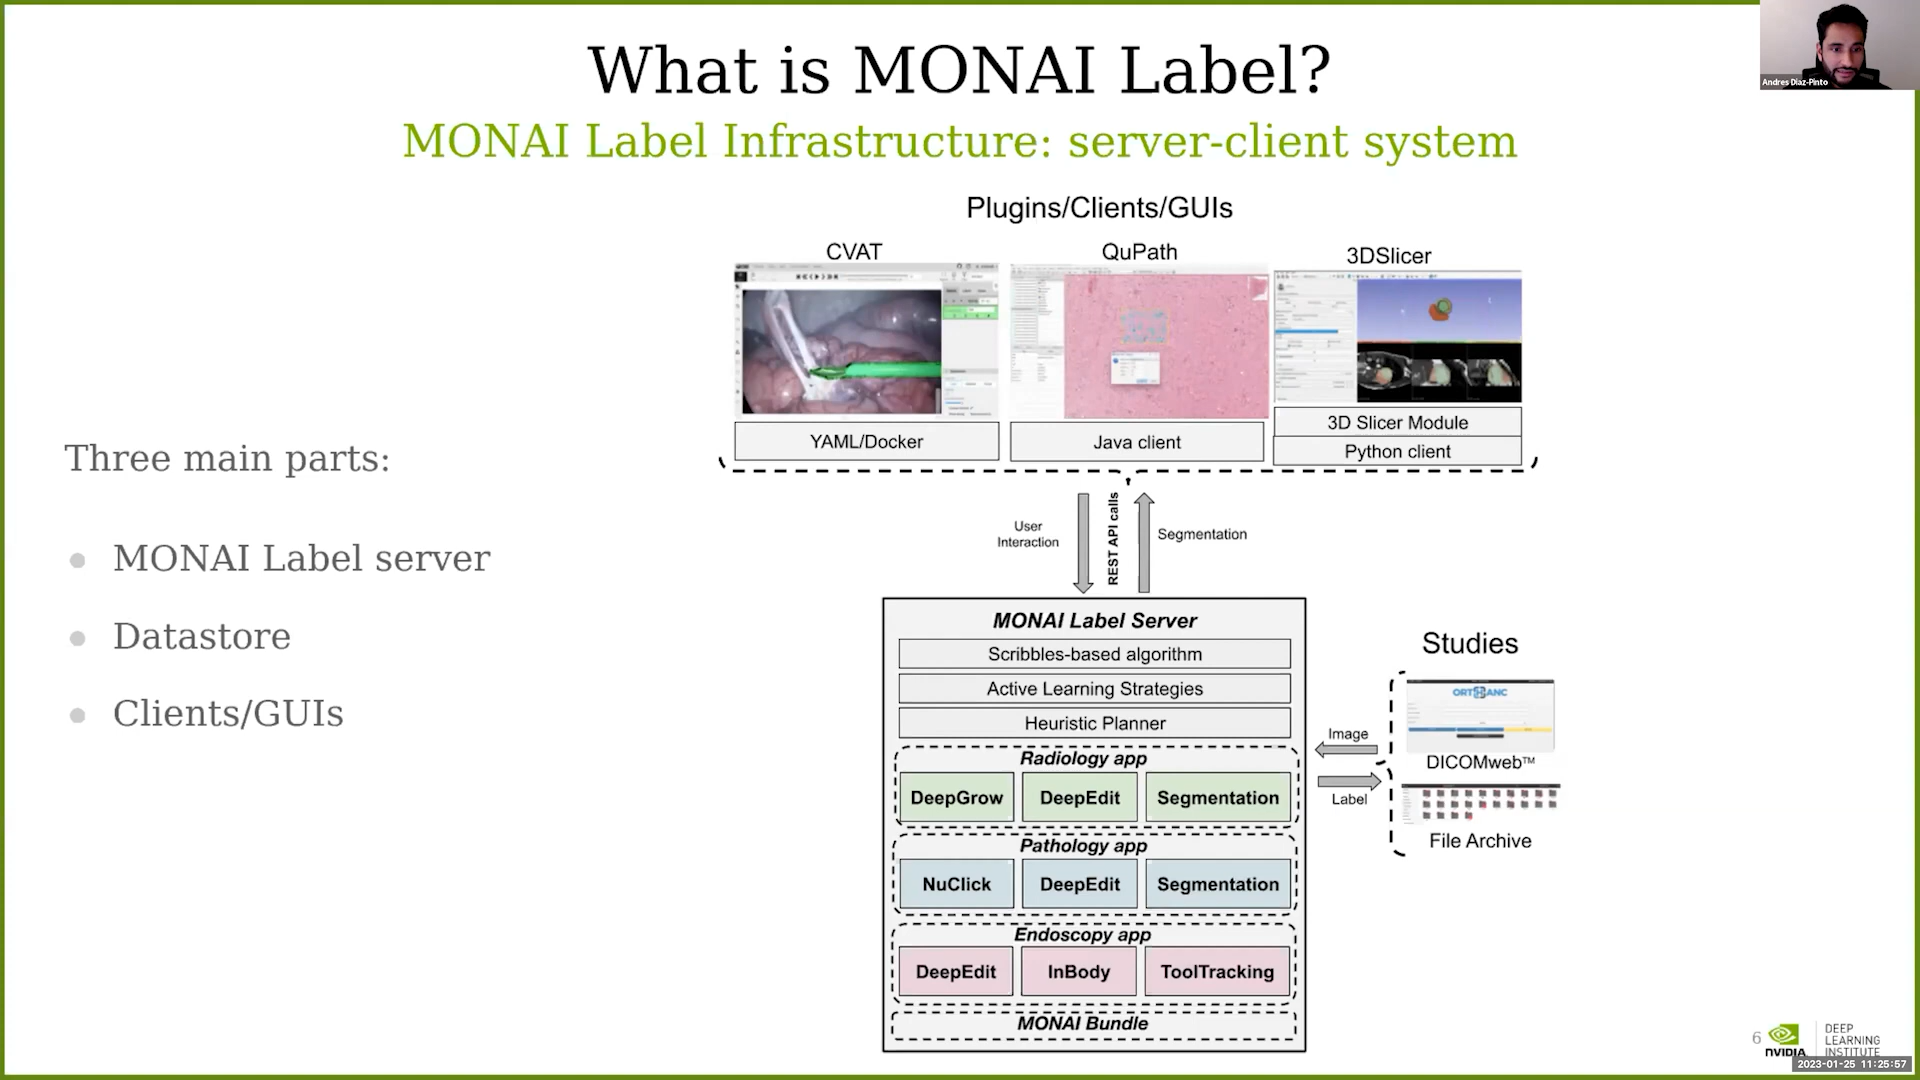 What is MONAI Label?
MONAI Label Infrastructure: server-client system
Andres Diaz-Pinto
Three main parts:
MONAI Label server
Datastore
Clients/GUIs
Plugins/Clients/GUIs
CVAT
QuPath
3DSlicer
YAML/Docker
Java client
3D Slicer Module
Python client
User
Interaction
REST API calls
Segmentation
MONAI Label Server
Scribbles-based algorithm
Active Learning Strategies
Heuristic Planner
Radiology app
DeepGrow
DeepEdit
Segmentation
Pathology app
NuClick
DeepEdit
Segmentation
Endoscopy app
DeepEdit
InBody
ToolTracking
MONAI Bundle
Image
Label
Studies
ORTHANC
DICOMweb™
File Archive
6
NVIDIA
DEEP
LEARNING
INSTITUTE
2023-01-25 11:25:57